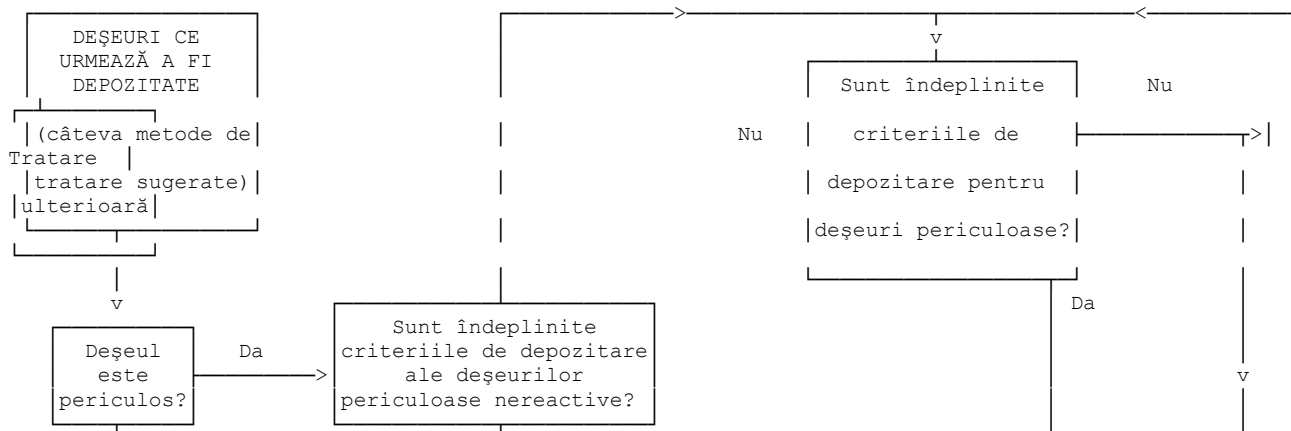 DEŞEURI CE
URMEAZĂ A FI
DEPOZITATE
(câteva metode de
Tratare
tratare sugerate)
ulterioară
Sunt îndeplinite
Nu
Nu
criteriile de
depozitare pentru
deşeuri periculoase?
v
v
Da
Deşeul
este
periculos?
Da
Sunt îndeplinite
criteriile de depozitare
ale deşeurilor
periculoase nereactive?
v